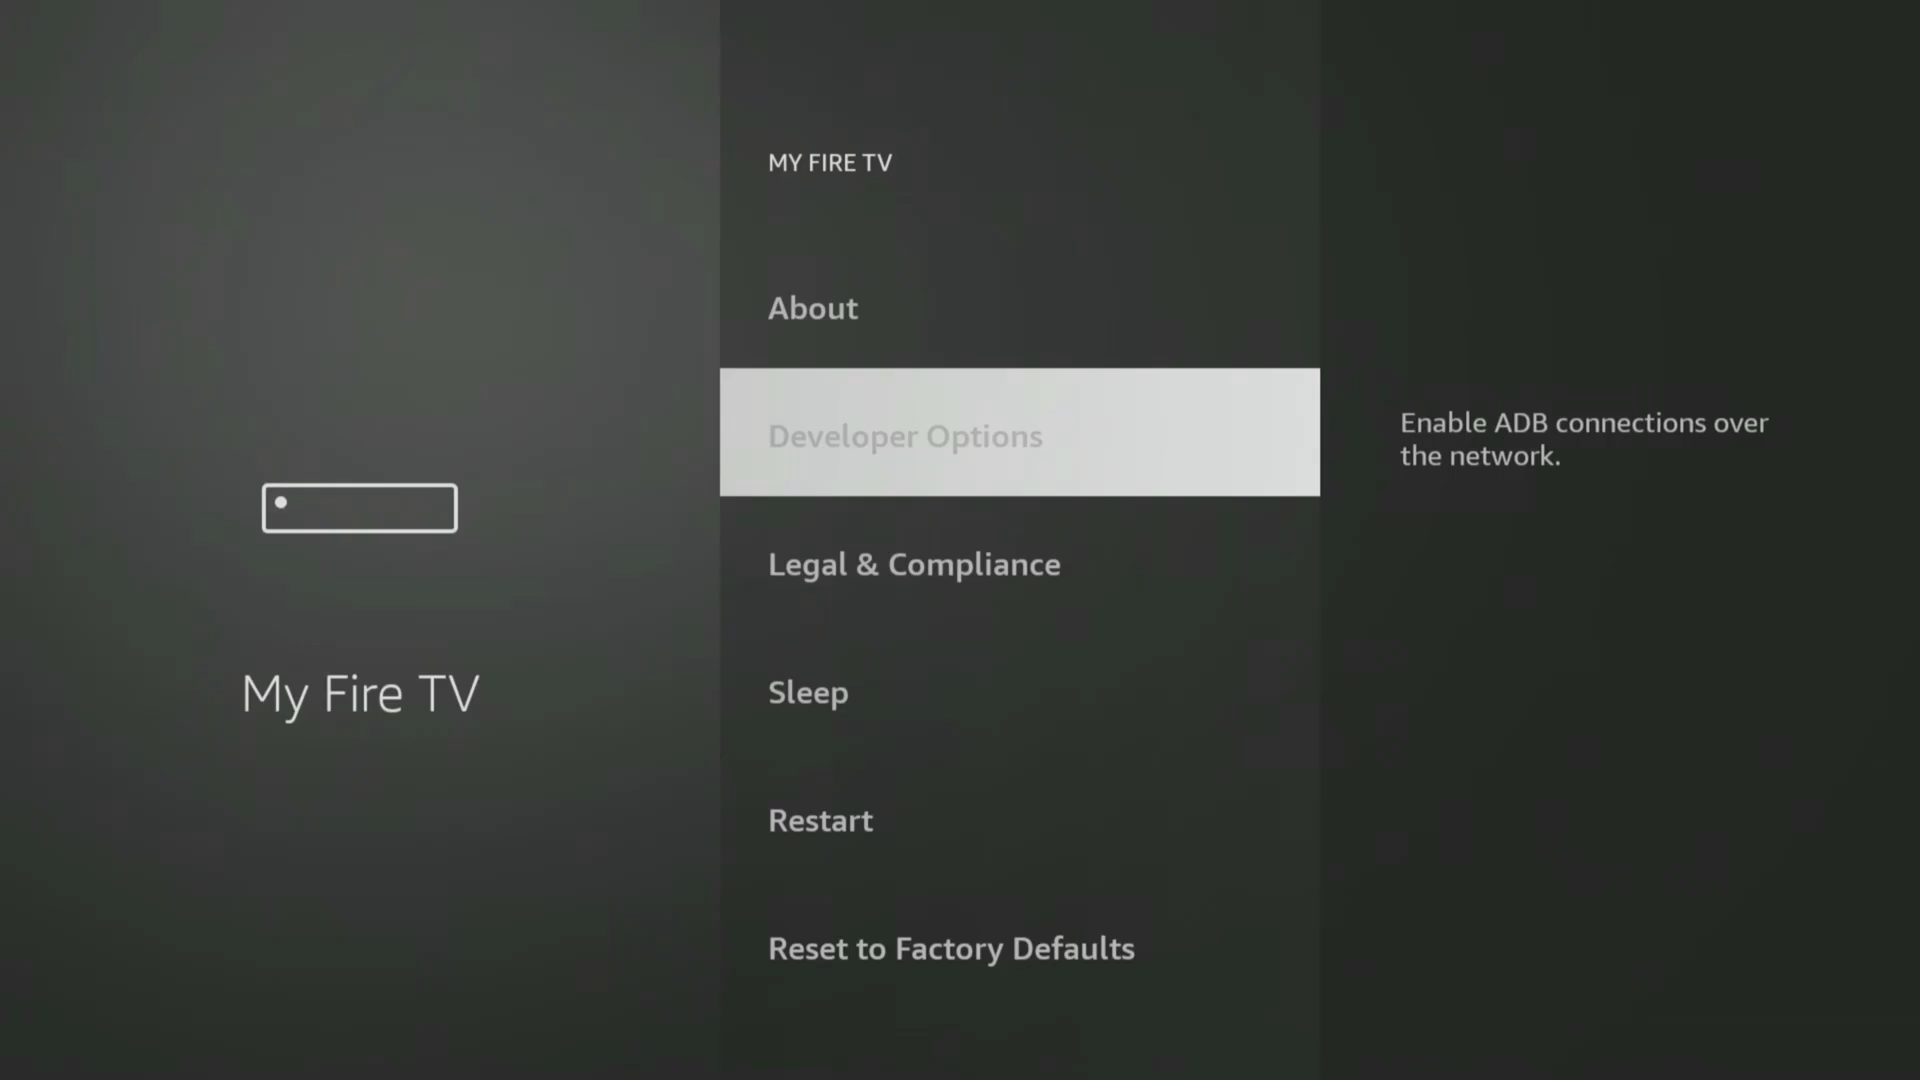 MY FIRE TV
About
Developer Options
Enable ADB connections over
the network.
Legal & Compliance
Sleep
My Fire TV
Restart
Reset to Factory Defaults